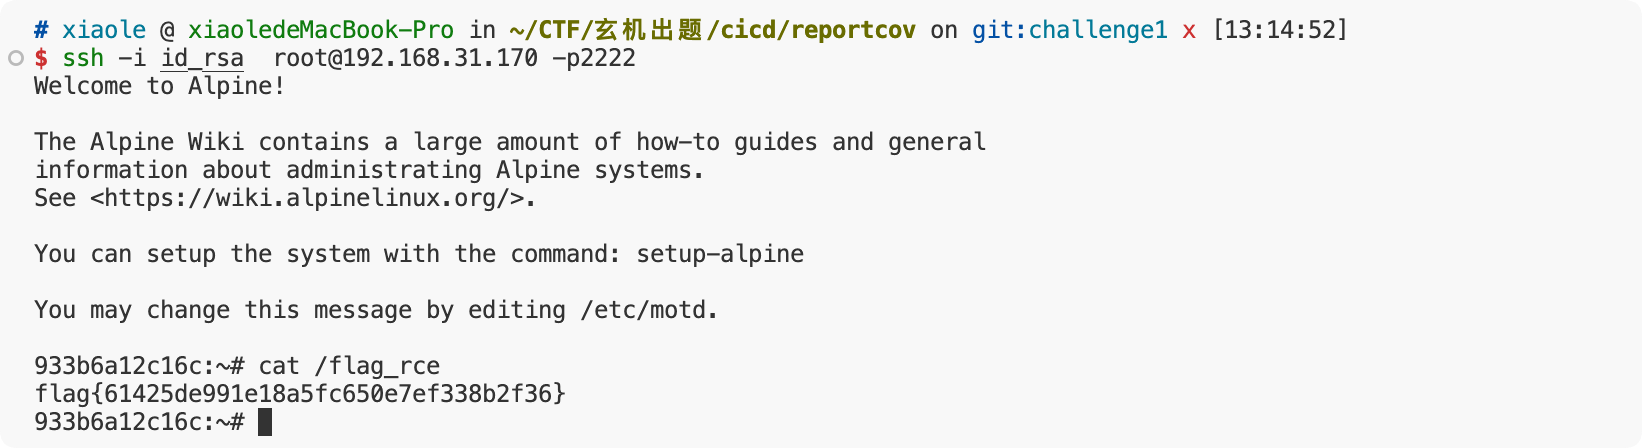 # xiaole @ xiaoledeMacBook-Pro in ~/CTF/玄机出题/cicd/reportcov on git:challenge1 x [13:14:52]
$ ssh -i id_rsa  root@192.168.31.170 -p2222
Welcome to Alpine!
The Alpine Wiki contains a large amount of how-to guides and general
information about administrating Alpine systems.
See <https://wiki.alpinelinux.org/>.
You can setup the system with the command: setup-alpine
You may change this message by editing /etc/motd.
933b6a12c16c:~# cat /flag_rce
flag{61425de991e18a5fc650e7ef338b2f36}
933b6a12c16c:~#